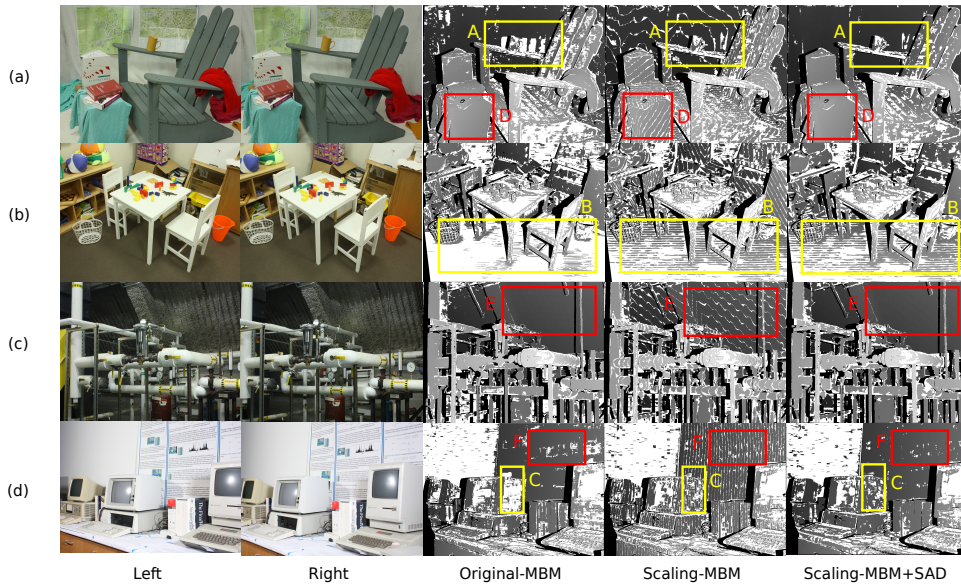 A A A
(a)
D D D
B B B
(b)
E E E
(c)
F F F
(d)
C C C
Left Right Original-MBM Scaling-MBM Scaling-MBM+SAD